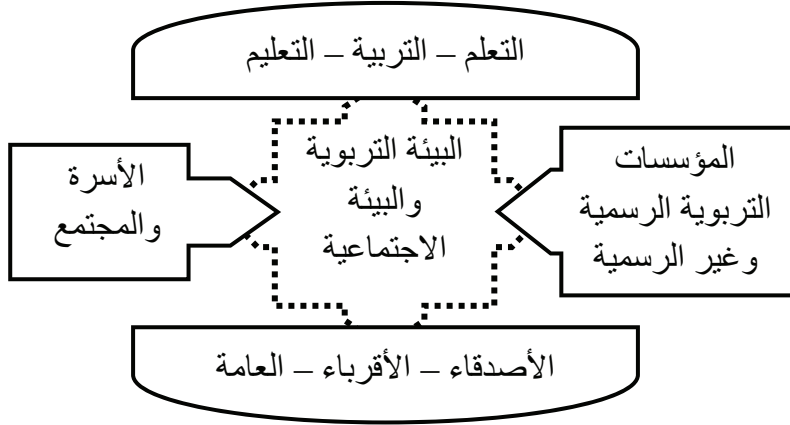 التعلم – التربية – التعليم
المؤسسات
التربوية الرسمية
وغير الرسمية
البيئة التربوية
والبيئة
الاجتماعية
الأسرة
والمجتمع
الأصدقاء – الأقرباء – العامة